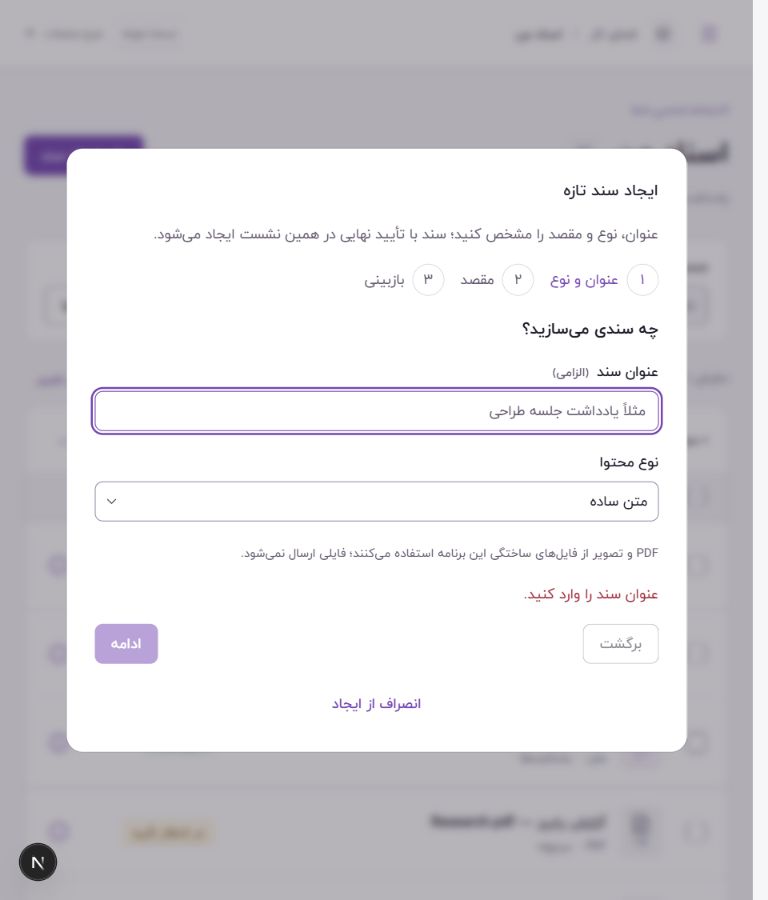 ایجاد سند تازه
عنوان، نوع و مقصد را مشخص کنید؛ سند با تأیید نهایی در همین نشست ایجاد می‌شود.
۱ عنوان و نوع ۲ مقصد ۳ بازبینی
چه سندی می‌سازید؟
عنوان سند (الزامی)
مثلاً یادداشت جلسه طراحی
نوع محتوا
متن ساده
PDF و تصویر از فایل‌های ساختگی این برنامه استفاده می‌کنند؛ فایلی ارسال نمی‌شود.
عنوان سند را وارد کنید.
برگشت ادامه
انصراف از ایجاد
N